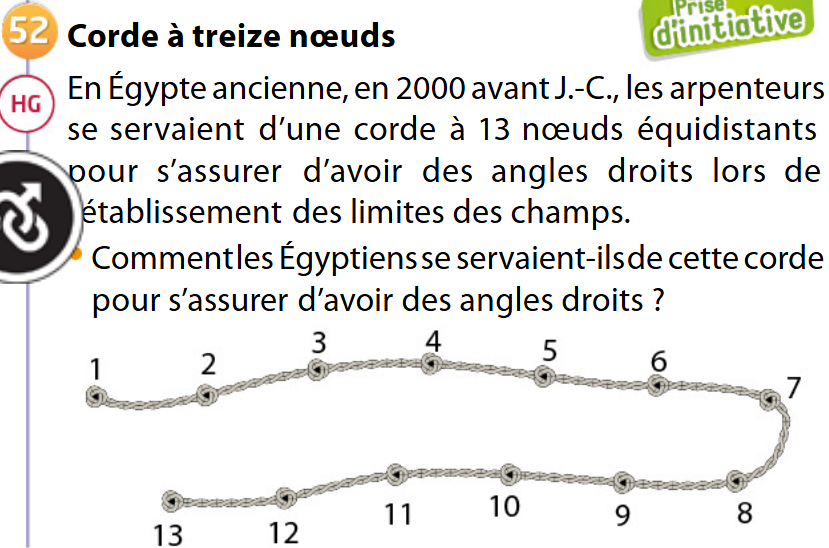 52 Corde à treize nœuds
Prise
d'initiative
HG
En Égypte ancienne, en 2000 avant J.-C., les arpenteurs
se servaient d'une corde à 13 nœuds équidistants
pour s'assurer d'avoir des angles droits lors de
établissement des limites des champs.
Comment les Égyptiens se servaient-ils de cette corde
pour s'assurer d'avoir des angles droits ?
1 2 3 4 5 6 7
13 12 11 10 9 8